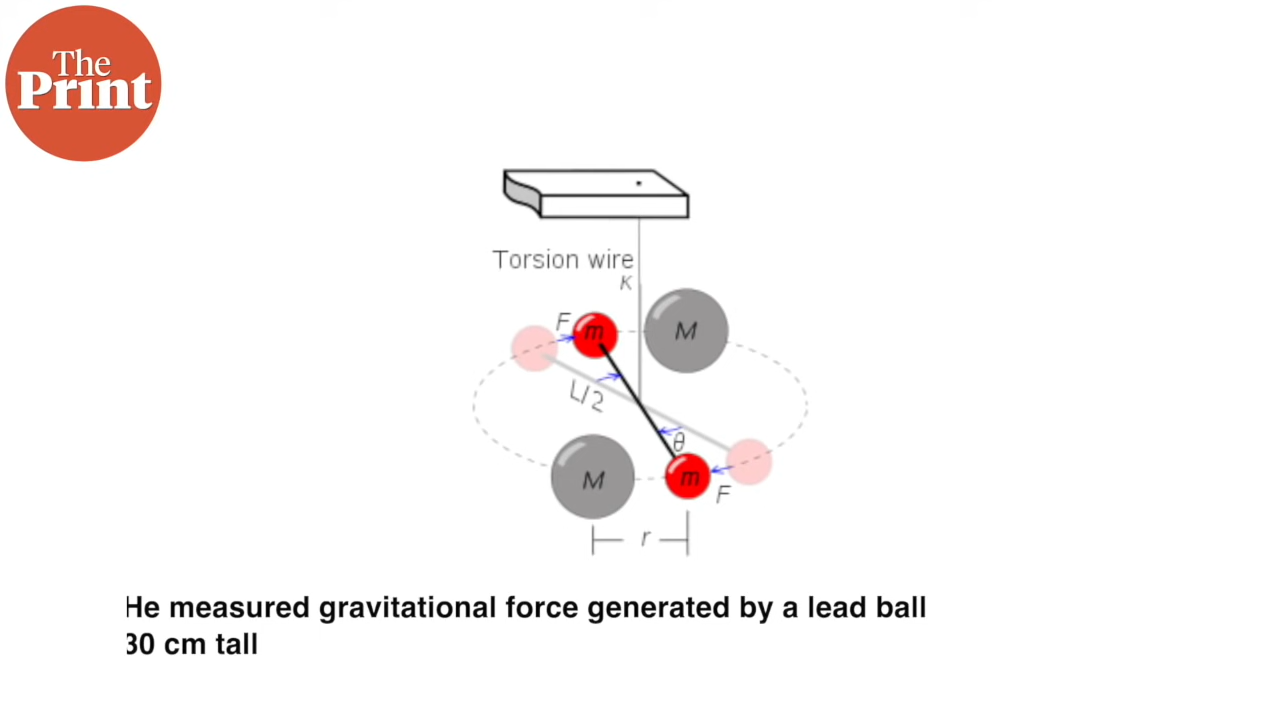 The
Print
Torsion wire
K
F
m
M
L/2
θ
M
m
F
r
He measured gravitational force generated by a lead ball
30 cm tall